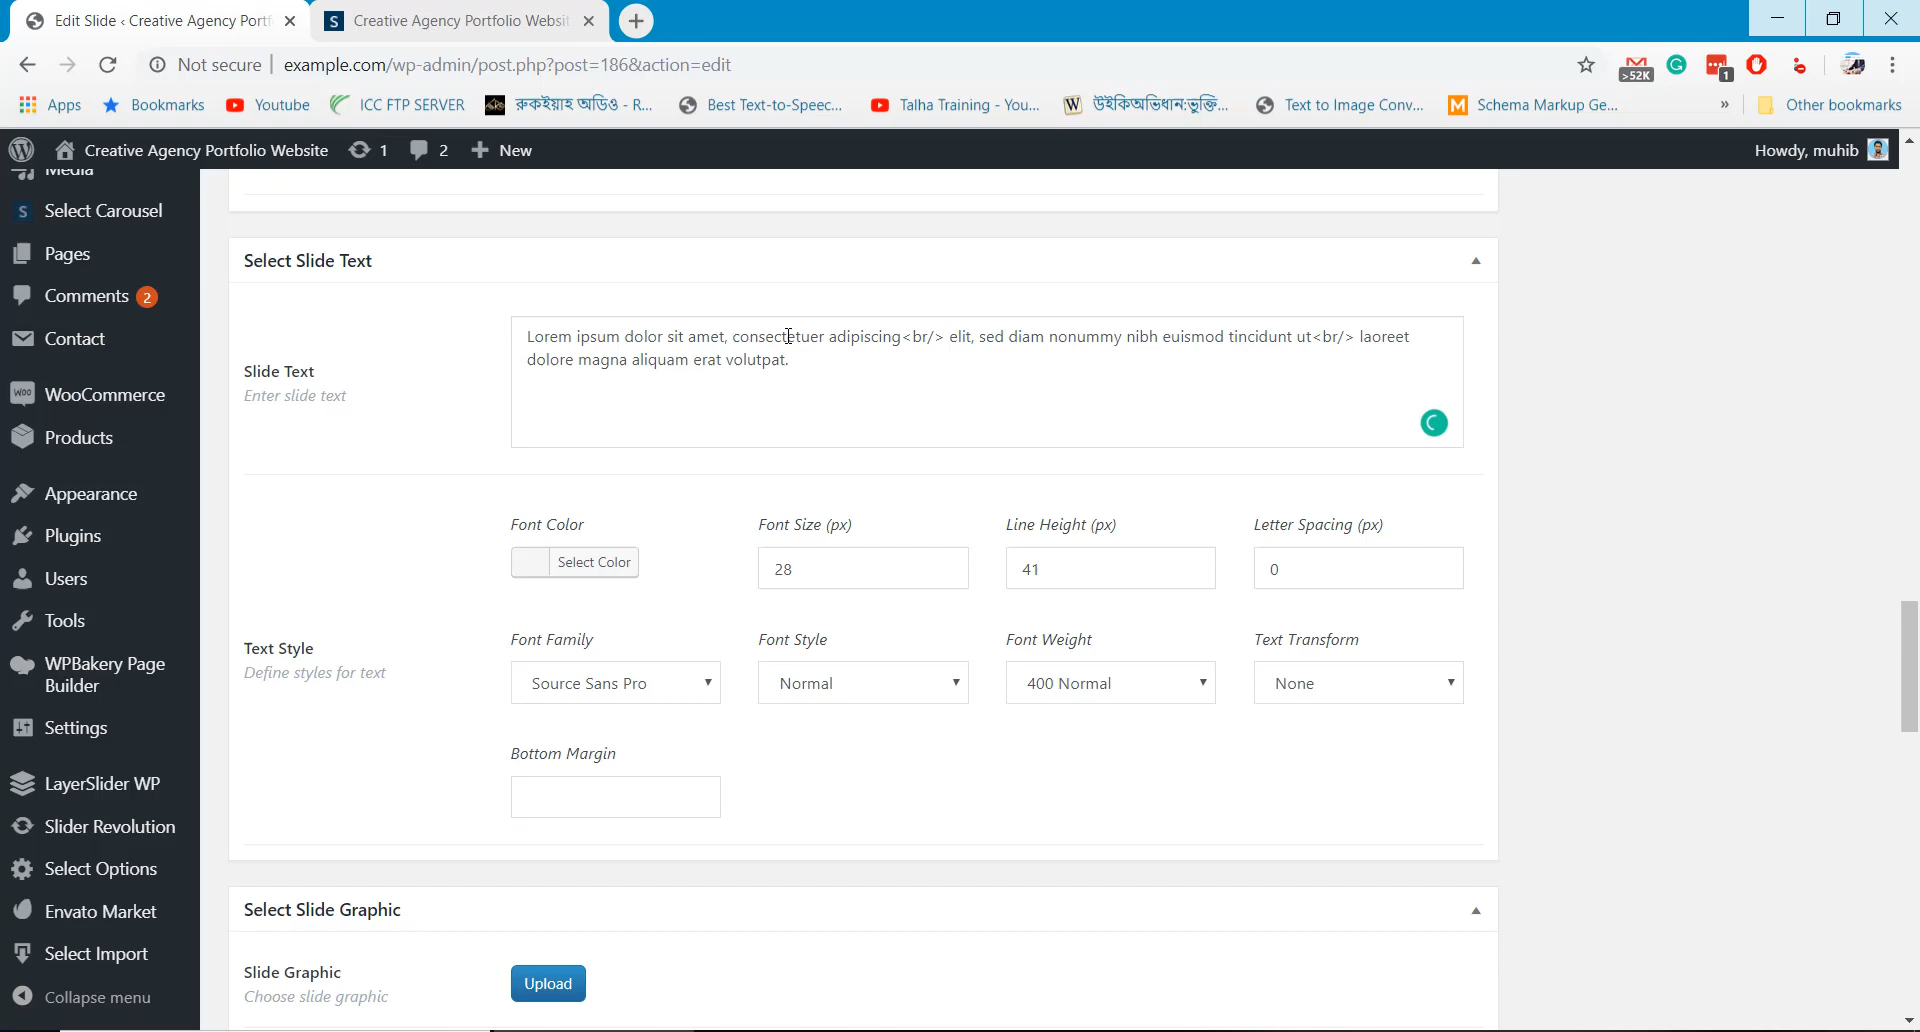 Edit Slide ‹ Creative Agency Portf
Creative Agency Portfolio Websit
Not secure
example.com/wp-admin/post.php?post=186&action=edit
>52K
1
Apps
Bookmarks
Youtube
ICC FTP SERVER
রুকইয়াহ অডিও - R...
Best Text-to-Speec...
Talha Training - You...
উইকিঅভিধান:ভুক্তি...
Text to Image Conv...
Schema Markup Ge...
»
Other bookmarks
Creative Agency Portfolio Website
1
2
New
Howdy, muhib
Media
Select Carousel
Pages
Comments 2
Contact
WooCommerce
Products
Appearance
Plugins
Users
Tools
WPBakery Page
Builder
Settings
LayerSlider WP
Slider Revolution
Select Options
Envato Market
Select Import
Collapse menu
Select Slide Text
Slide Text
Enter slide text
Lorem ipsum dolor sit amet, consectetuer adipiscing<br/> elit, sed diam nonummy nibh euismod tincidunt ut<br/> laoreet
dolore magna aliquam erat volutpat.
Text Style
Define styles for text
Font Color
Select Color
Font Size (px)
28
Line Height (px)
41
Letter Spacing (px)
0
Font Family
Source Sans Pro
Font Style
Normal
Font Weight
400 Normal
Text Transform
None
Bottom Margin
Select Slide Graphic
Slide Graphic
Choose slide graphic
Upload